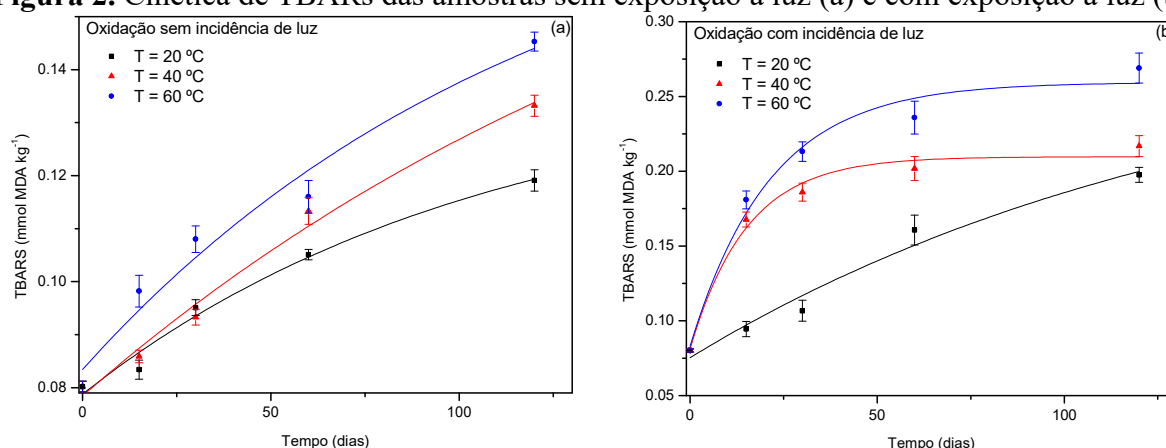 Figura 2. Cinética de TBARs das amostras sem exposição à luz (a) e com exposição à luz
Oxidação sem incidência de luz
(a)
T = 20 ºC
T = 40 ºC
T = 60 ºC
0.14
0.12
0.10
0.08
TBARS (mmol MDA kg-1)
0
50
100
Tempo (dias)
Oxidação com incidência de luz
(b
T = 20 ºC
T = 40 ºC
T = 60 ºC
0.30
0.25
0.20
0.15
0.10
0.05
TBARS (mmol MDA kg-1)
0
50
100
Tempo (dias)